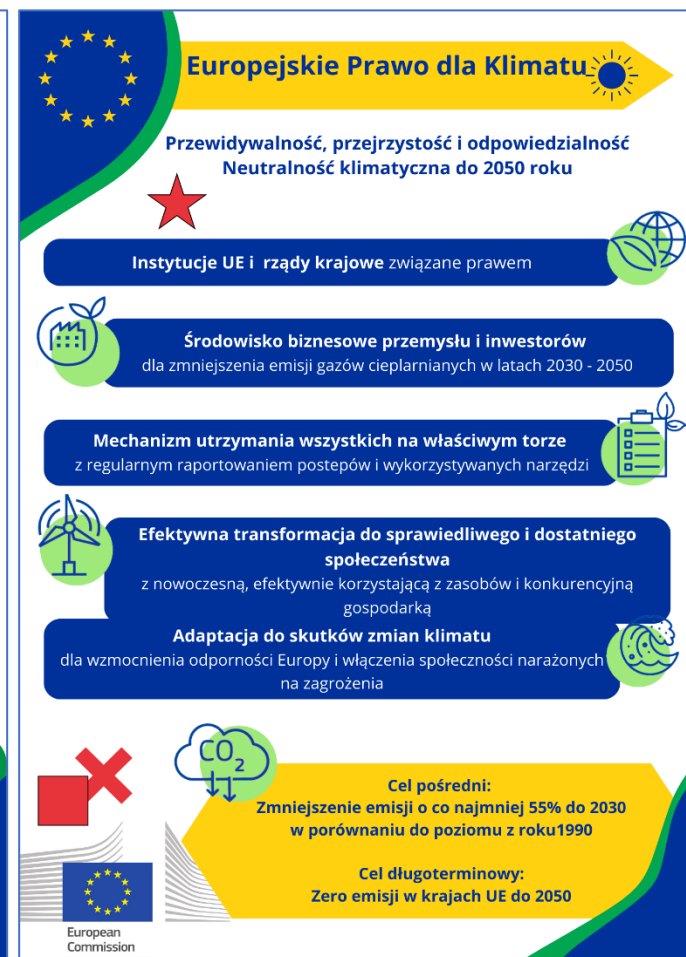 Europejskie Prawo dla Klimatu
Przewidywalność, przejrzystość i odpowiedzialność
Neutralność klimatyczna do 2050 roku
Instytucje UE i  rządy krajowe związane prawem
Środowisko biznesowe przemysłu i inwestorów
dla zmniejszenia emisji gazów cieplarnianych w latach 2030 - 2050
Mechanizm utrzymania wszystkich na właściwym torze
z regularnym raportowaniem postepów i wykorzystywanych narzędzi
Efektywna transformacja do sprawiedliwego i dostatniego
społeczeństwa
z nowoczesną, efektywnie korzystającą z zasobów i konkurencyjną
gospodarką
Adaptacja do skutków zmian klimatu
dla wzmocnienia odporności Europy i włączenia społeczności narażonych
na zagrożenia
CO2
Cel pośredni:
Zmniejszenie emisji o co najmniej 55% do 2030
w porównaniu do poziomu z roku1990
Cel długoterminowy:
Zero emisji w krajach UE do 2050
European
Commission